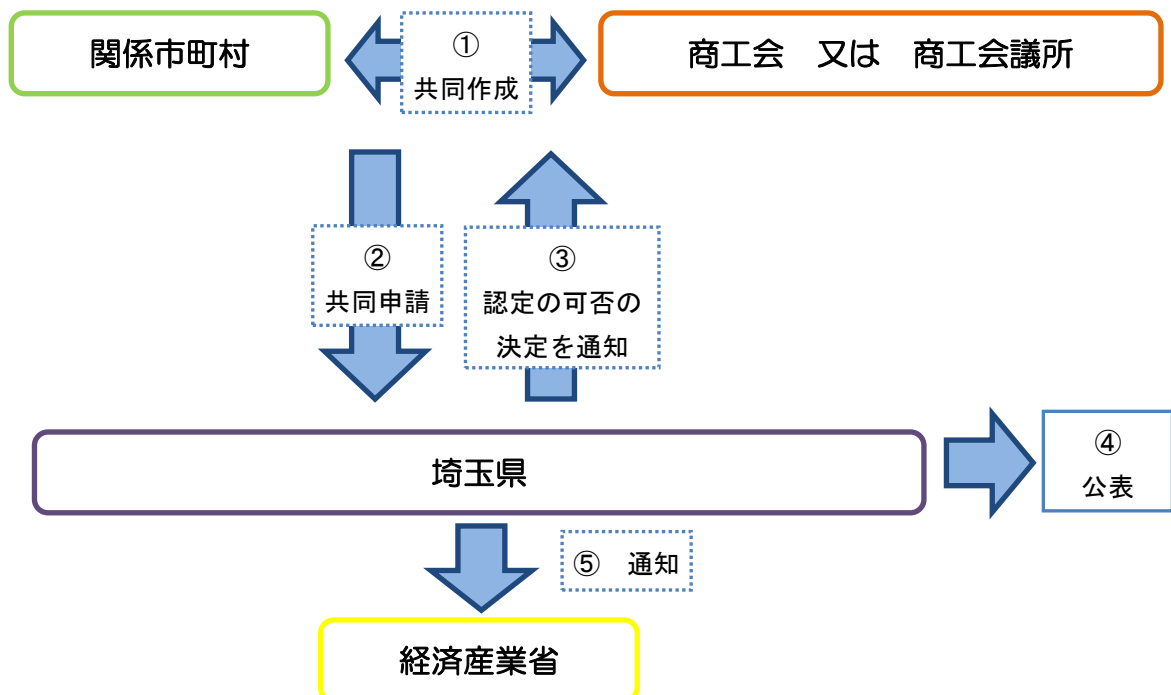 関係市町村
①
共同作成
商工会　又は　商工会議所
②
共同申請
③
認定の可否の
決定を通知
埼玉県
④
公表
⑤　通知
経済産業省